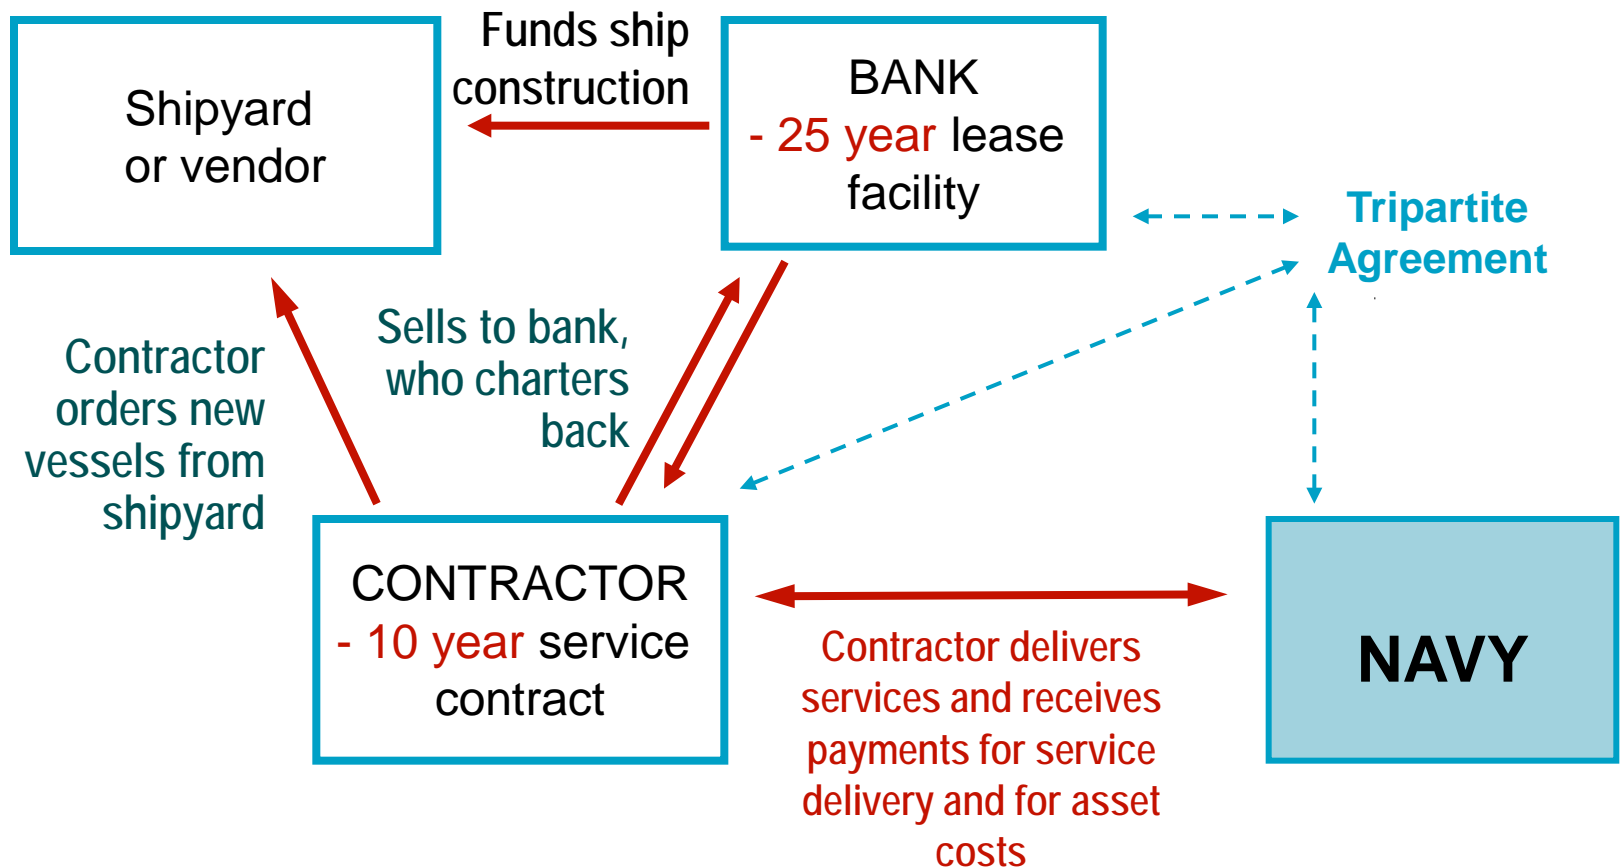 Shipyard
or vendor
Funds ship
construction
BANK
- 25 year lease
facility
Tripartite
Agreement
Contractor
orders new
vessels from
shipyard
Sells to bank,
who charters
back
CONTRACTOR
- 10 year service
contract
Contractor delivers
services and receives
payments for service
delivery and for asset
costs
NAVY